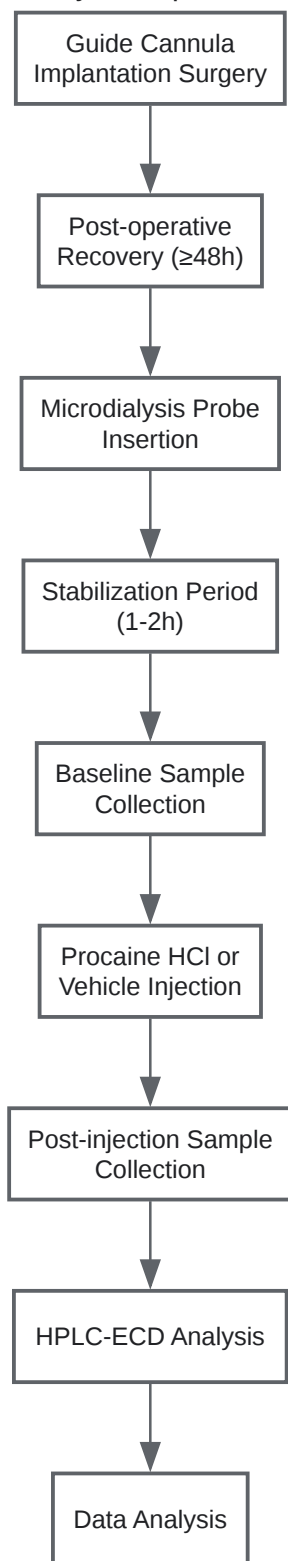 Guide Cannula
Implantation Surgery
Post-operative
Recovery (≥48h)
Microdialysis Probe
Insertion
Stabilization Period
(1-2h)
Baseline Sample
Collection
Procaine HCl or
Vehicle Injection
Post-injection Sample
Collection
HPLC-ECD Analysis
Data Analysis